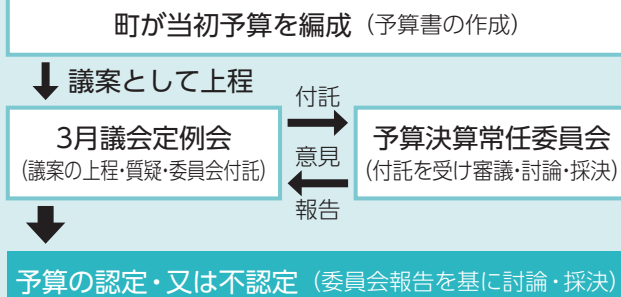 町が当初予算を編成（予算書の作成）
議案として上程
3月議会定例会
（議案の上程・質疑・委員会付託）
付託
意見
報告
予算決算常任委員会
（付託を受け審議・討論・採決）
予算の認定・又は不認定（委員会報告を基に討論・採決）